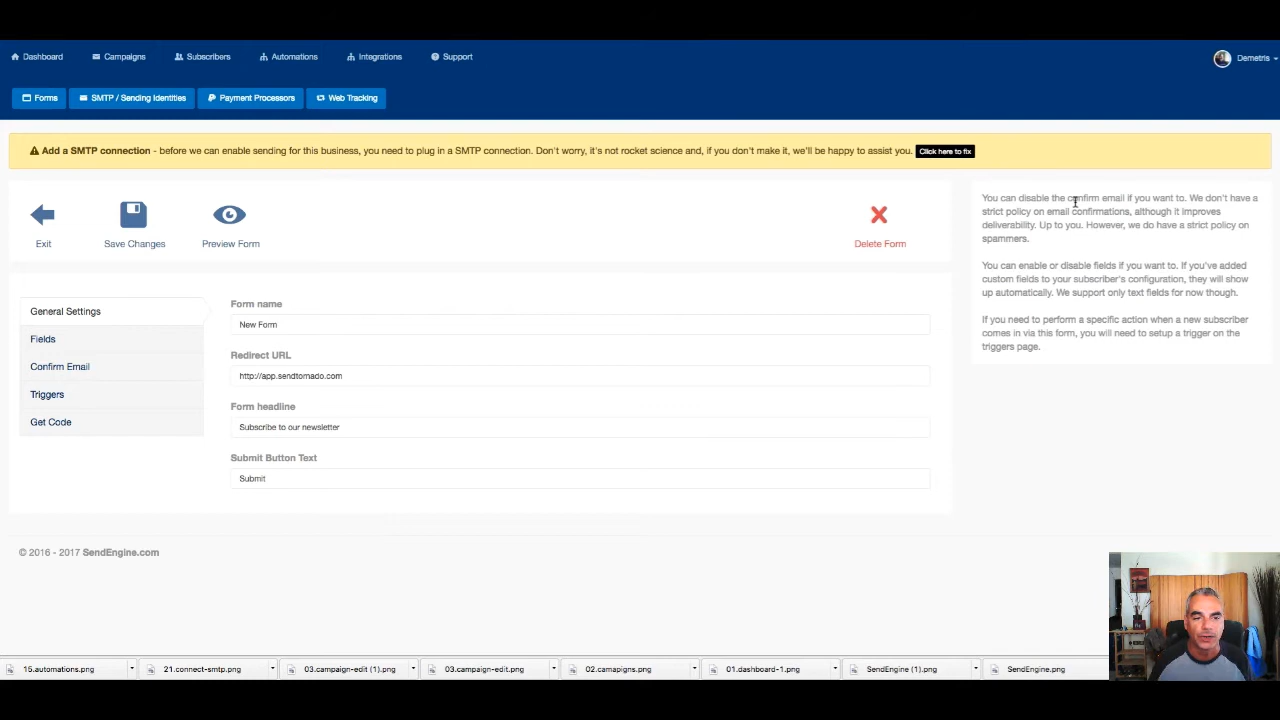 Dashboard
Campaigns
Subscribers
Automations
Integrations
Support
Demetris
Forms
SMTP / Sending Identities
Payment Processors
Web Tracking
Add a SMTP connection - before we can enable sending for this business, you need to plug in a SMTP connection. Don't worry, it's not rocket science and, if you don't make it, we'll be happy to assist you. Click here to fix
Exit
Save Changes
Preview Form
Delete Form
You can disable the confirm email if you want to. We don't have a
strict policy on email confirmations, although it improves
deliverability. Up to you. However, we do have a strict policy on
spammers.
You can enable or disable fields if you want to. If you've added
custom fields to your subscriber's configuration, they will show
up automatically. We support only text fields for now though.
If you need to perform a specific action when a new subscriber
comes in via this form, you will need to setup a trigger on the
triggers page.
General Settings
Fields
Confirm Email
Triggers
Get Code
Form name
New Form
Redirect URL
http://app.sendtornado.com
Form headline
Subscribe to our newsletter
Submit Button Text
Submit
© 2016 - 2017 SendEngine.com
15.automations.png
21.connect-smtp.png
03.campaign-edit (1).png
03.campaign-edit.png
02.camapigns.png
01.dashboard-1.png
SendEngine (1).png
SendEngine.png